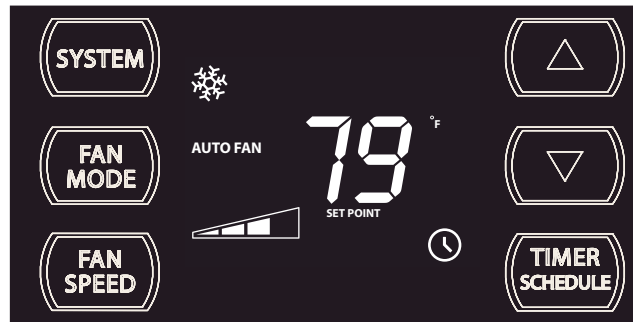 SYSTEM
AUTO FAN
79 °F
FAN
MODE
SET POINT
FAN
SPEED
TIMER
SCHEDULE